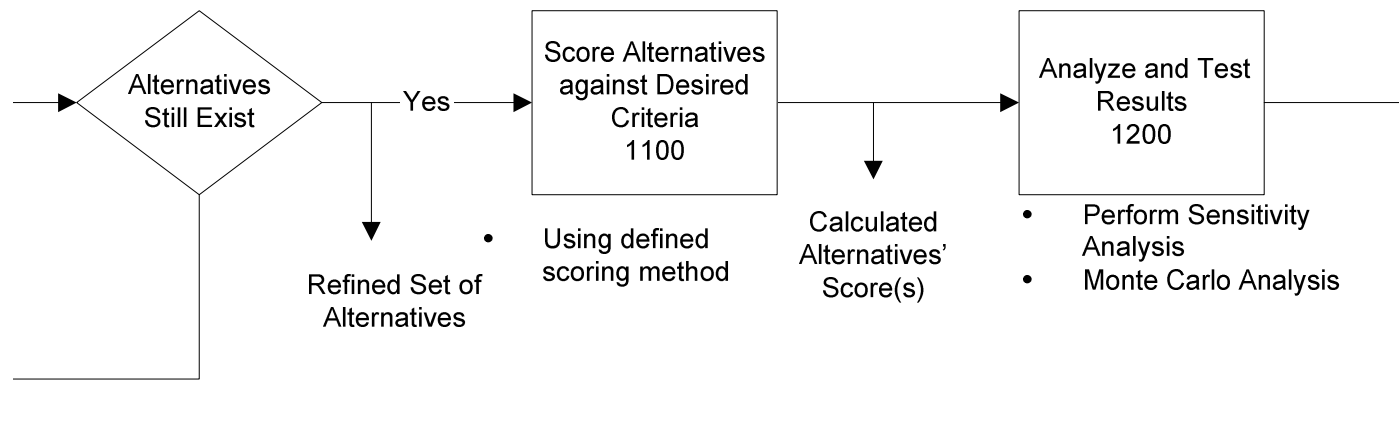 Alternatives
Still Exist
Yes
Score Alternatives
against Desired
Criteria
1100
Analyze and Test
Results
1200
Refined Set of
Alternatives
• Using defined
scoring method
Calculated
Alternatives’
Score(s)
• Perform Sensitivity
Analysis
• Monte Carlo Analysis